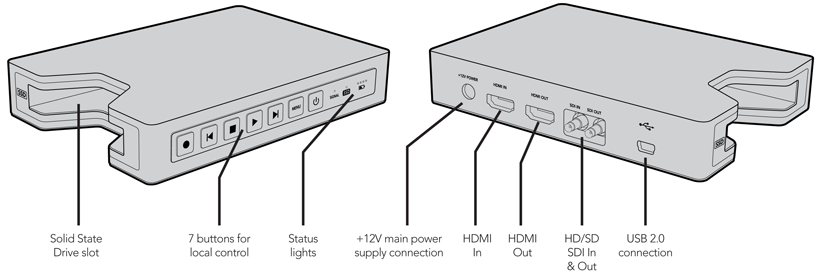 SSD
MENU
SIGNAL
SSD
+12V POWER
HDMI IN
HDMI OUT
SDI IN
SDI OUT
SSD
Solid State
Drive slot
7 buttons for
local control
Status
lights
+12V main power
supply connection
HDMI
In
HDMI
Out
HD/SD
SDI In
& Out
USB 2.0
connection